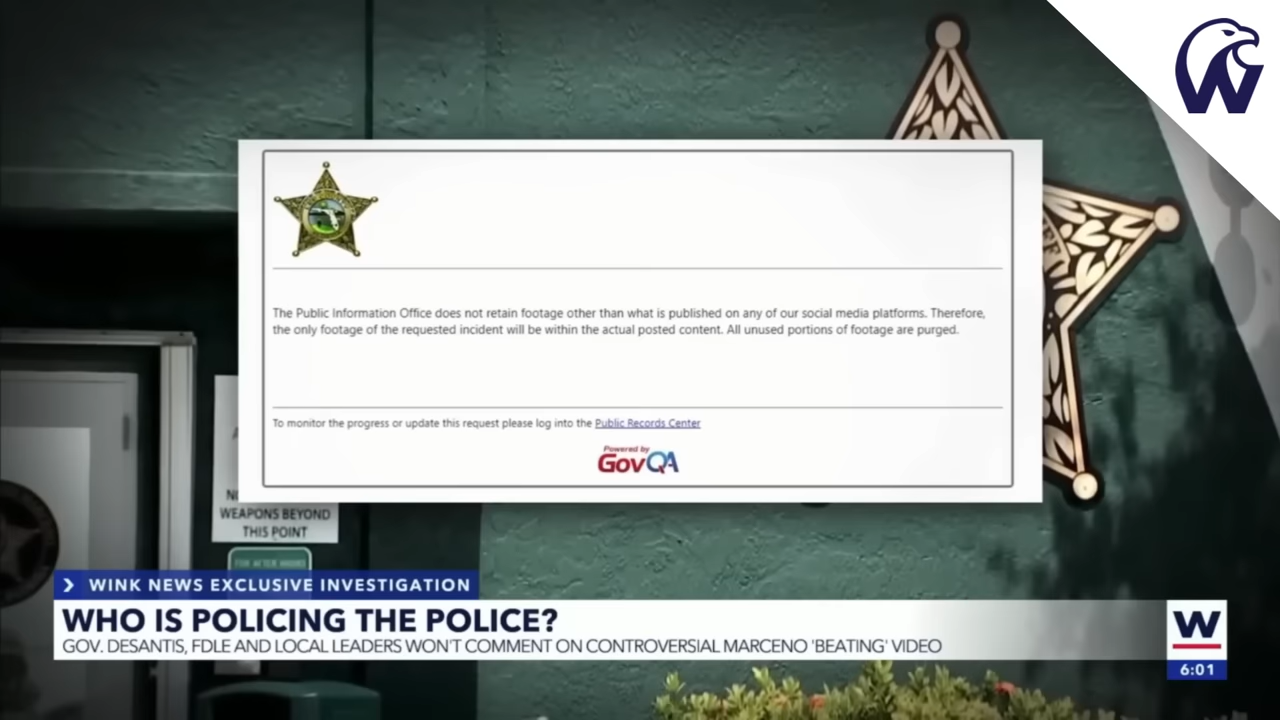 W
The Public Information Office does not retain footage other than what is published on any of our social media platforms. Therefore,
the only footage of the requested incident will be within the actual posted content. All unused portions of footage are purged.
To monitor the progress or update this request please log into the Public Records Center
Powered by
GovQA
WEAPONS BEYOND
THIS POINT
WINK NEWS EXCLUSIVE INVESTIGATION
WHO IS POLICING THE POLICE?
GOV. DESANTIS, FDLE AND LOCAL LEADERS WON'T COMMENT ON CONTROVERSIAL MARCENO 'BEATING' VIDEO
W
6:01